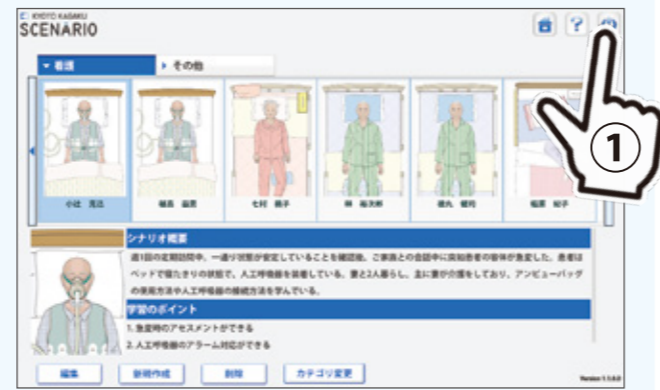 KYOTO KAGAKU
SCENARIO
?
▼ 看護
▶ その他
①
七村 鶴子
林 裕次郎
シナリオ概要
週1回の定期訪問中、一通り状態が安定していることを確認後、ご家族との会話中に突如患者の容体が急変した。患者は
ベッドで寝たきりの状態で、人工呼吸器を装着している。妻と2人暮らし。主に妻が介護をしており、アンビューバッグ
の使用方法や人工呼吸器の接続方法を学んでいる。
学習のポイント
1. 急変時のアセスメントができる
2. 人工呼吸器のアラーム対応ができる
編集
新規作成
削除
カテゴリ変更